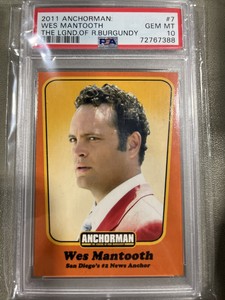 2011 ANCHORMAN #7
WES MANTOOTH GEM MT
THE LGND.OF R.BURGUNDY 10
PSA 72767388
ANCHORMAN
Wes Mantooth
San Diego's #2 News Anchor